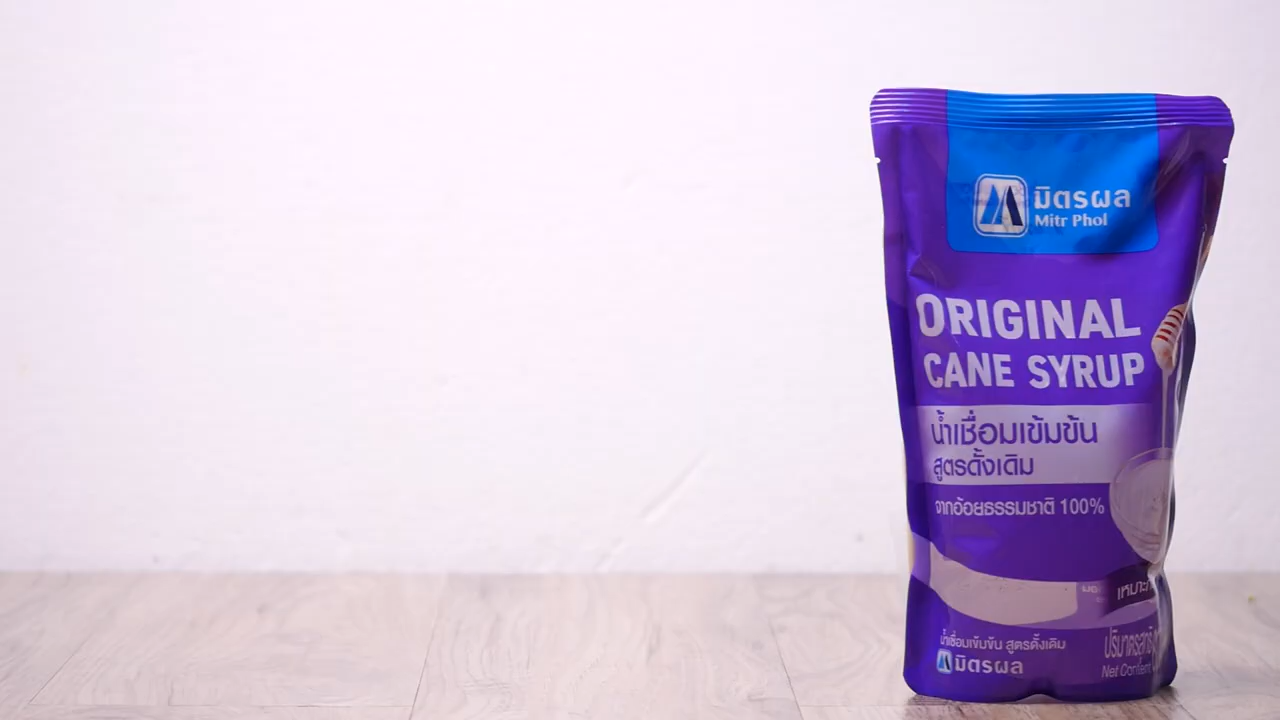 มิตรผล
Mitr Phol
ORIGINAL
CANE SYRUP
น้ำเชื่อมเข้มข้น
สูตรดั้งเดิม
จากอ้อยธรรมชาติ 100%
น้ำเชื่อมเข้มข้น สูตรดั้งเดิม
มิตรผล
Net Content